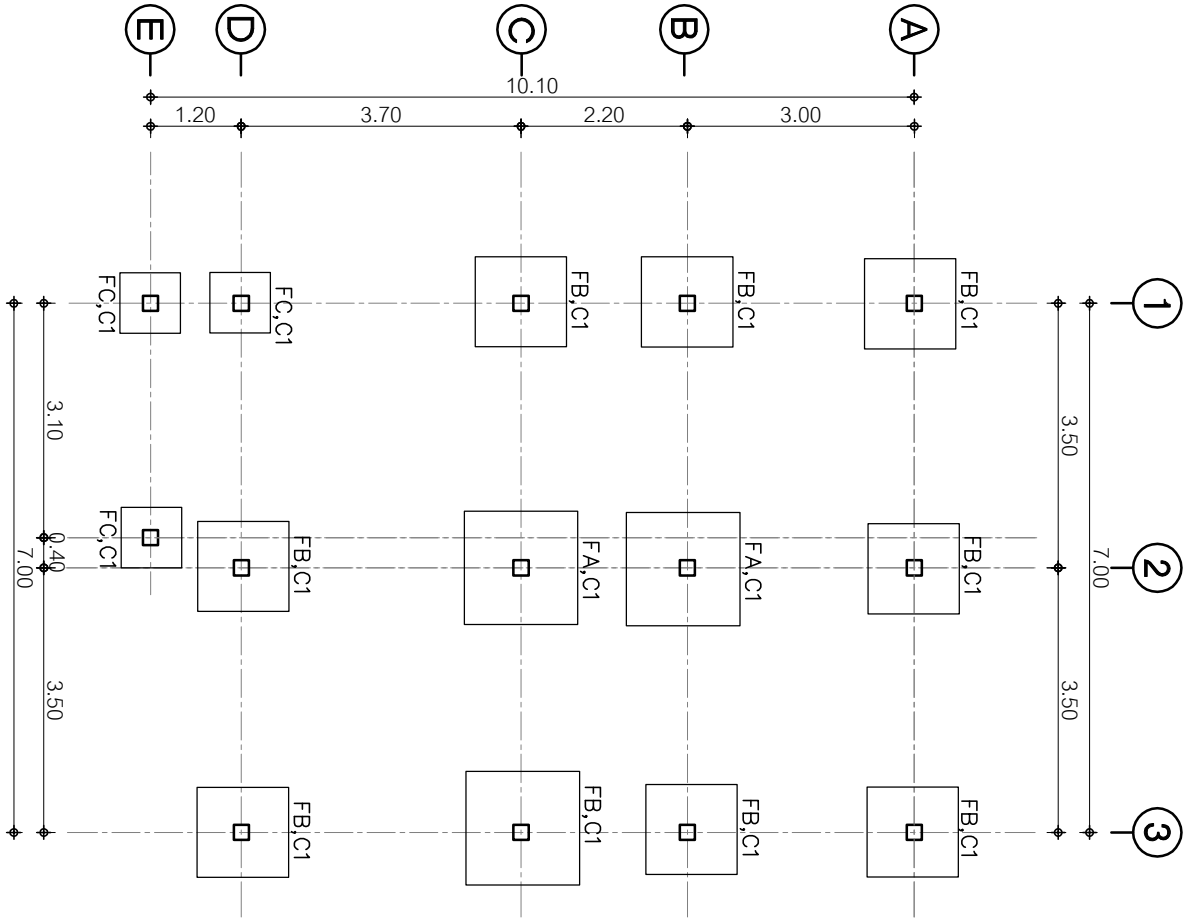 E
D
C
B
A
10.10
1.20
3.70
2.20
3.00
FC,C1
FC,C1
FB,C1
FB,C1
FB,C1
1
3.10
3.50
FC,C1
FB,C1
FA,C1
FA,C1
FB,C1
0.40
7.00
7.00
2
3.50
3.50
FB,C1
FB,C1
FB,C1
FB,C1
3